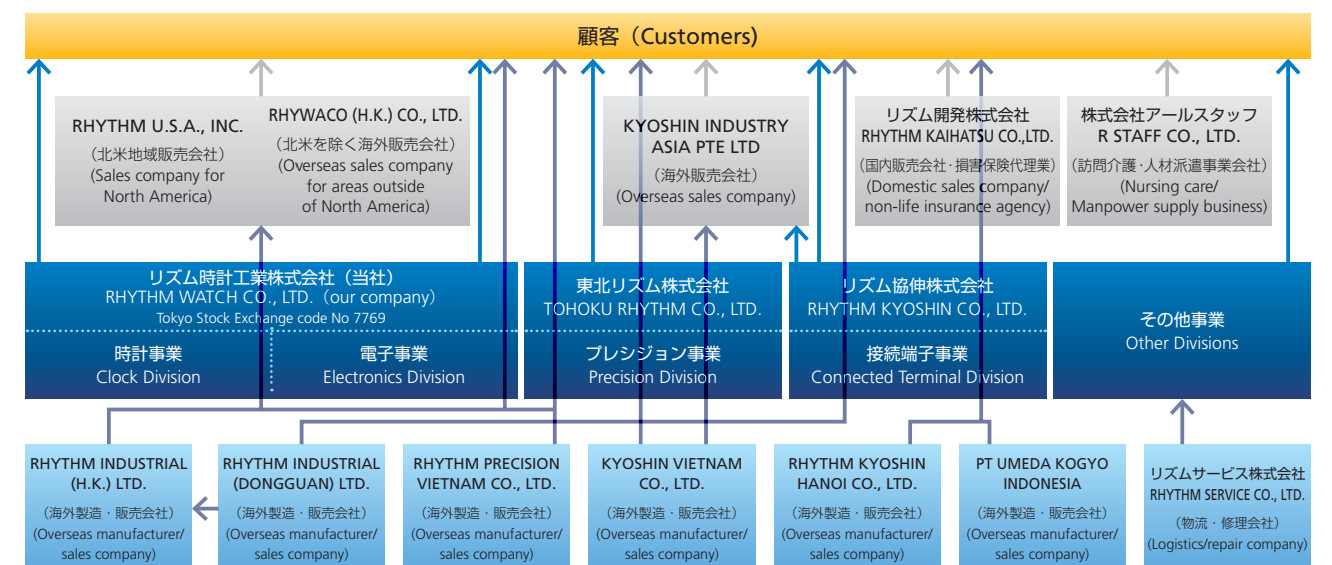 顧客（Customers)
RHYTHM U.S.A., INC.
（北米地域販売会社）
(Sales company for
North America)
RHYWACO (H.K.) CO., LTD.
（北米を除く海外販売会社）
(Overseas sales company
for areas outside
of North America)
KYOSHIN INDUSTRY
ASIA PTE LTD
（海外販売会社）
(Overseas sales company)
リズム開発株式会社
RHYTHM KAIHATSU CO.,LTD.
（国内販売会社・損害保険代理業）
(Domestic sales company/
non-life insurance agency)
株式会社アールスタッフ
R STAFF CO., LTD.
（訪問介護・人材派遣事業会社）
(Nursing care/
Manpower supply business)
リズム時計工業株式会社（当社）
RHYTHM WATCH CO., LTD.（our company）
Tokyo Stock Exchange code No 7769
時計事業
Clock Division
電子事業
Electronics Division
東北リズム株式会社
TOHOKU RHYTHM CO., LTD.
プレシジョン事業
Precision Division
リズム協伸株式会社
RHYTHM KYOSHIN CO., LTD.
接続端子事業
Connected Terminal Division
その他事業
Other Divisions
RHYTHM INDUSTRIAL
(H.K.) LTD.
（海外製造・販売会社）
(Overseas manufacturer/
sales company)
RHYTHM INDUSTRIAL
(DONGGUAN) LTD.
（海外製造・販売会社）
(Overseas manufacturer/
sales company)
RHYTHM PRECISION
VIETNAM CO., LTD.
（海外製造・販売会社）
(Overseas manufacturer/
sales company)
KYOSHIN VIETNAM
CO., LTD.
（海外製造・販売会社）
(Overseas manufacturer/
sales company)
RHYTHM KYOSHIN
HANOI CO., LTD.
（海外製造・販売会社）
(Overseas manufacturer/
sales company)
PT UMEDA KOGYO
INDONESIA
（海外製造・販売会社）
(Overseas manufacturer/
sales company)
リズムサービス株式会社
RHYTHM SERVICE CO., LTD.
（物流・修理会社）
(Logistics/repair company)